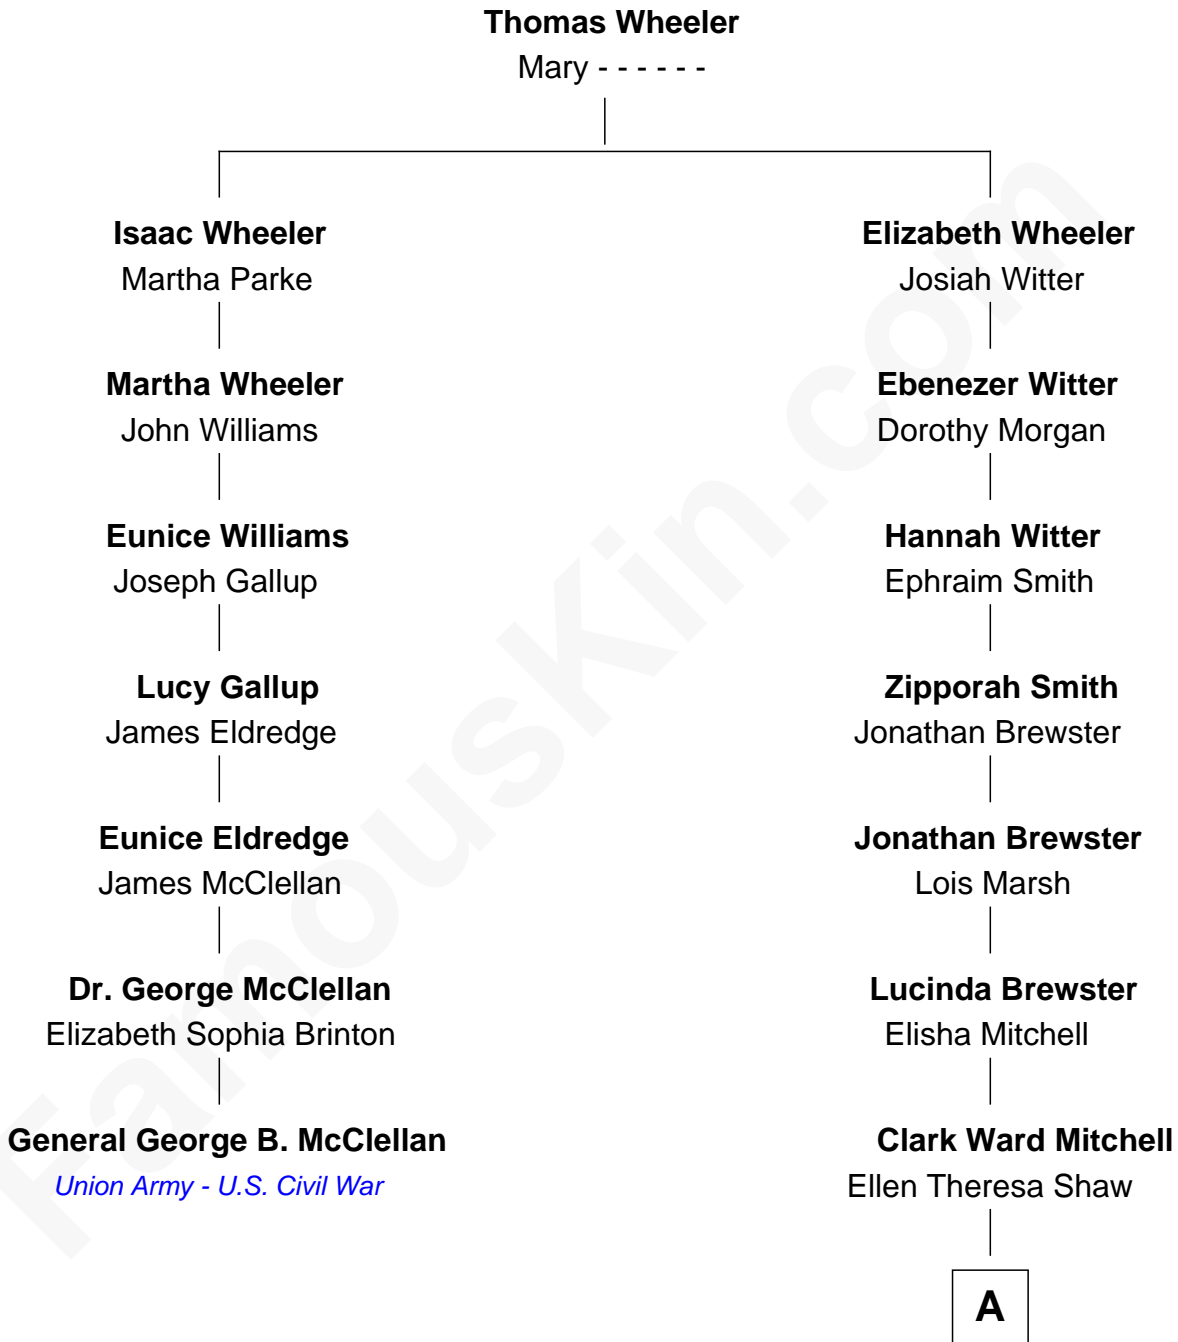 Thomas Wheeler
Mary - - - - - -
Isaac Wheeler
Martha Parke
Elizabeth Wheeler
Josiah Witter
Martha Wheeler
John Williams
Ebenezer Witter
Dorothy Morgan
Eunice Williams
Joseph Gallup
Hannah Witter
Ephraim Smith
Lucy Gallup
James Eldredge
Zipporah Smith
Jonathan Brewster
Eunice Eldredge
James McClellan
Jonathan Brewster
Lois Marsh
Dr. George McClellan
Elizabeth Sophia Brinton
Lucinda Brewster
Elisha Mitchell
General George B. McClellan
Union Army - U.S. Civil War
Clark Ward Mitchell
Ellen Theresa Shaw
A
FamousKin.com